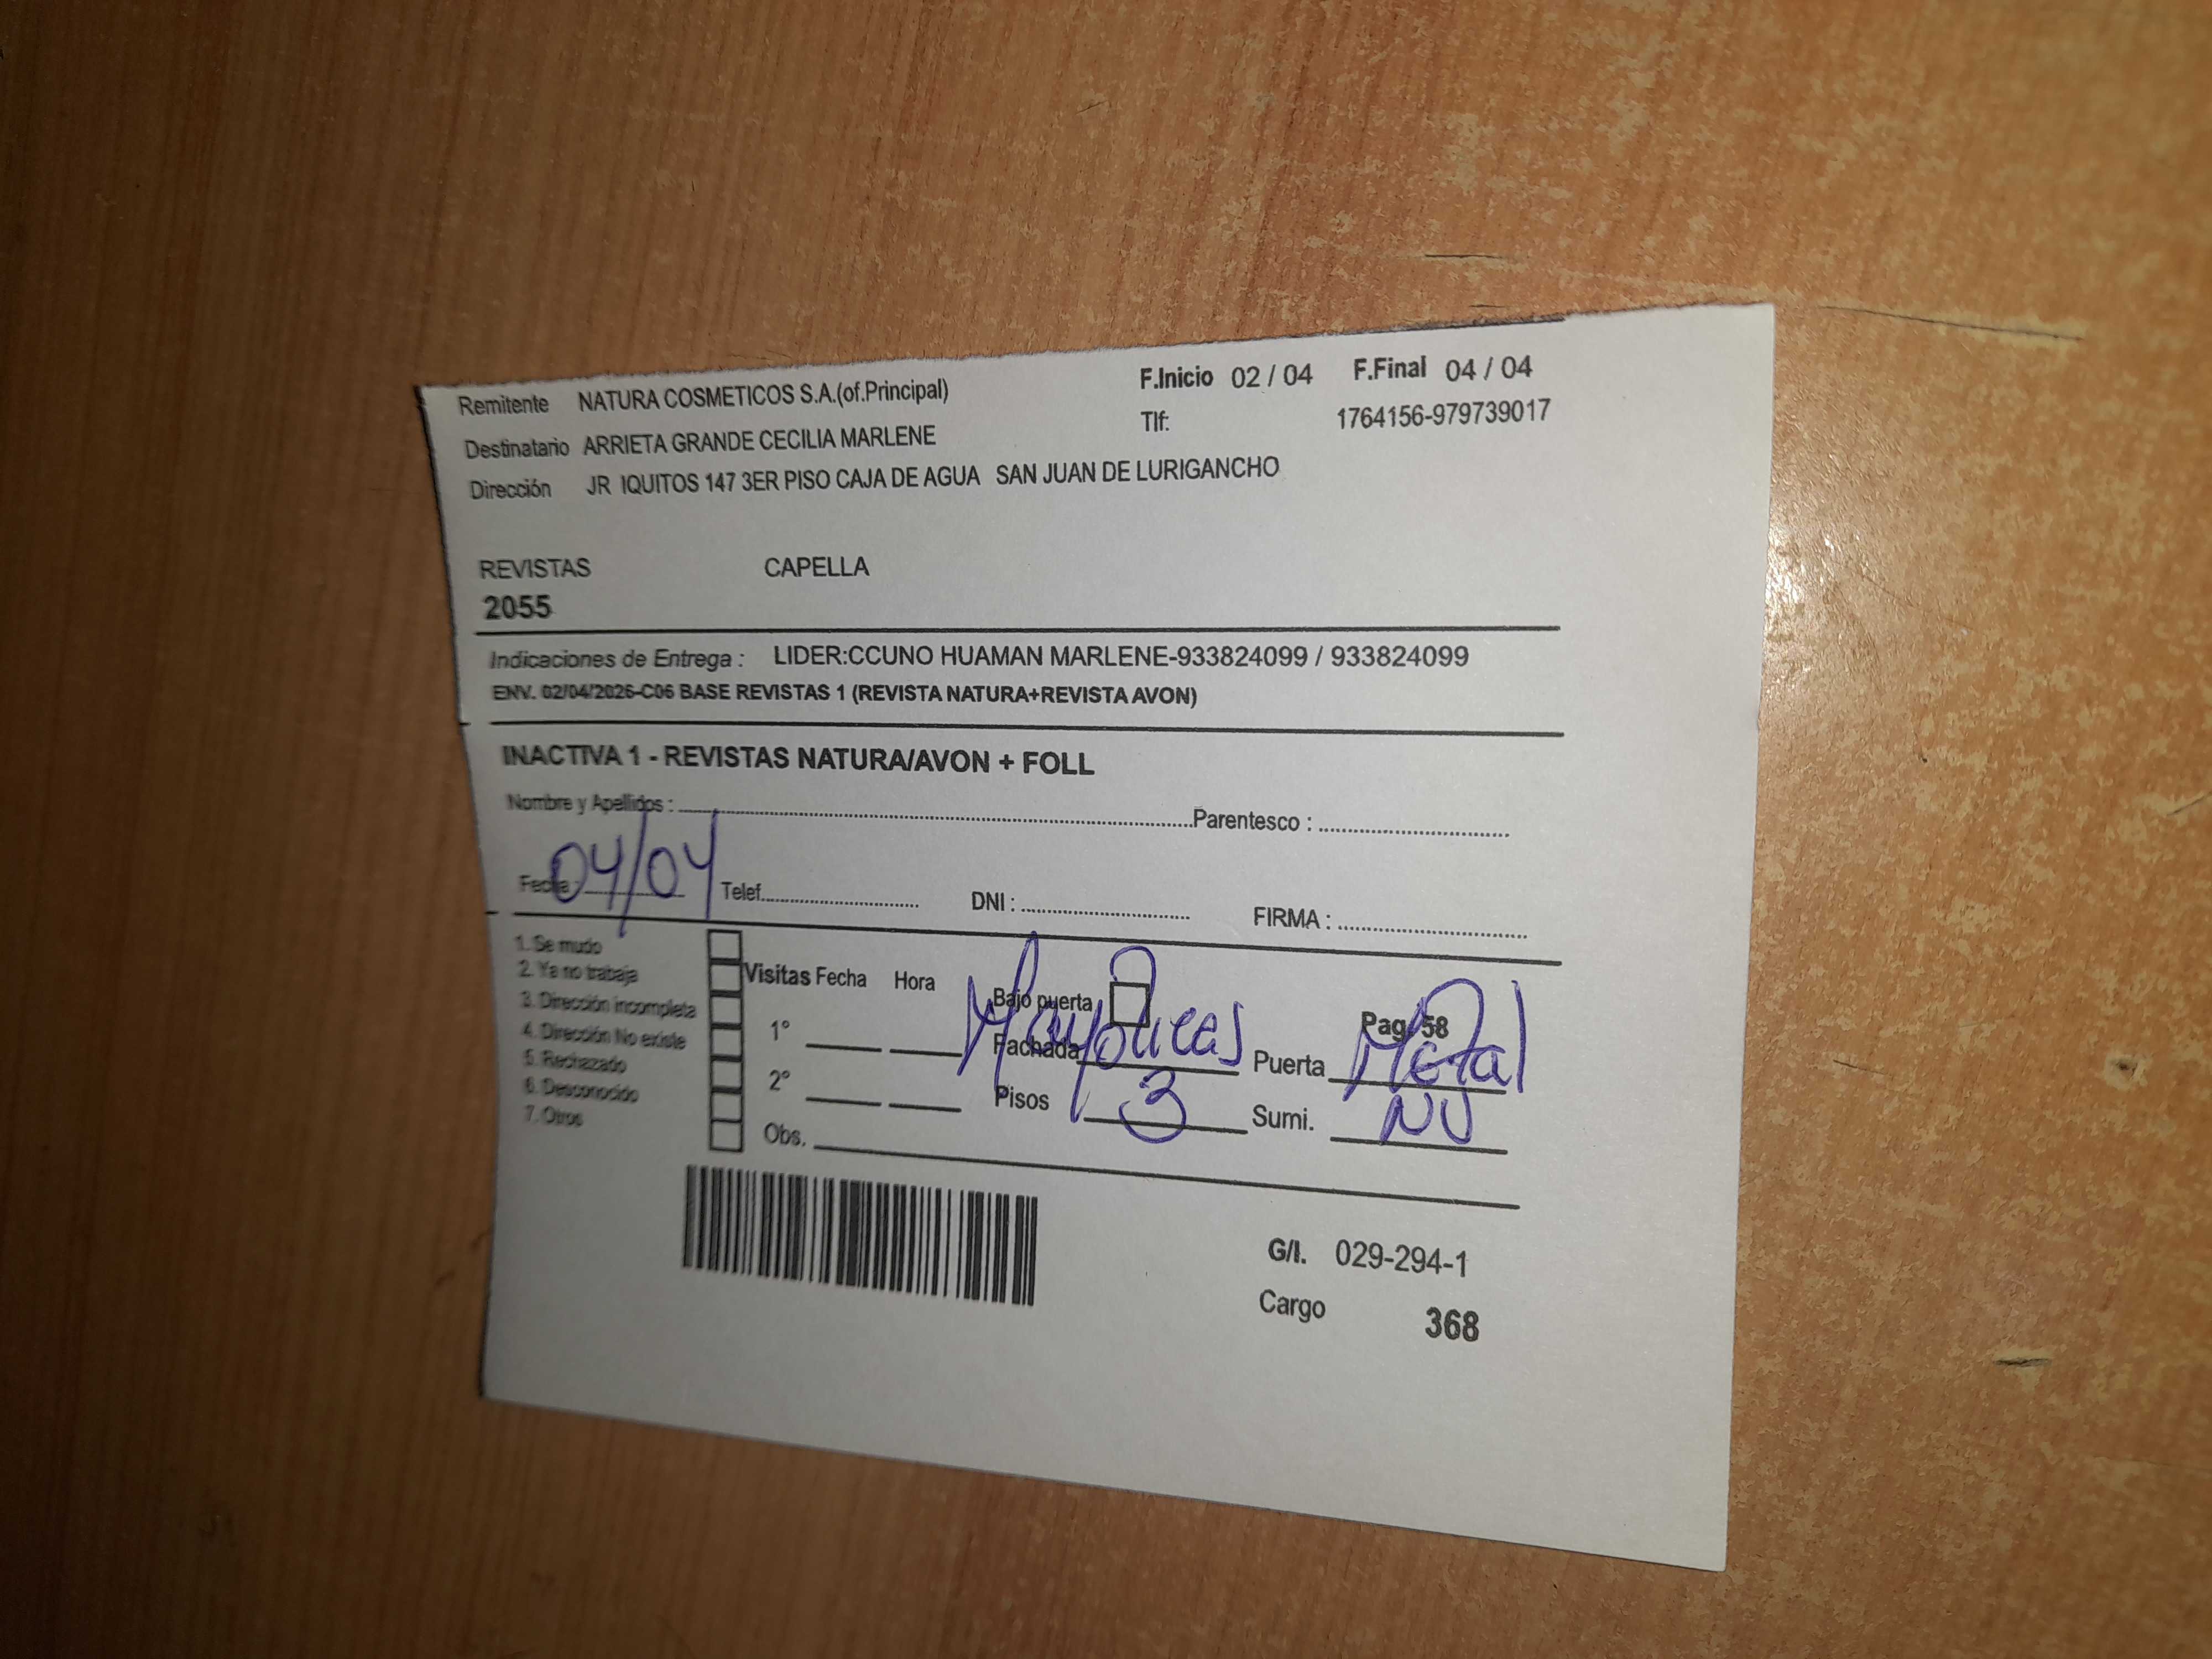 Remitente NATURA COSMETICOS S.A.(of.Principal) F.Inicio 02 / 04 F.Final 04 / 04
Destinatario ARRIETA GRANDE CECILIA MARLENE Tlf: 1764156-979739017
Dirección JR IQUITOS 147 3ER PISO CAJA DE AGUA SAN JUAN DE LURIGANCHO
REVISTAS CAPELLA
2055
Indicaciones de Entrega : LIDER:CCUNO HUAMAN MARLENE-933824099 / 933824099
ENV. 02/04/2026-C06 BASE REVISTAS 1 (REVISTA NATURA+REVISTA AVON)
INACTIVA 1 - REVISTAS NATURA/AVON + FOLL
Nombre y Apellidos : Parentesco :
Fecha 04/04 Telef. DNI : FIRMA :
1. Se mudo
2. Ya no trabaja
3. Dirección incompleta
4. Dirección No existe
5. Rechazado
6. Desconocido
7. Otros
Visitas Fecha Hora
1°
2°
Obs.
Bajo puerta Pag. 58
Fachada Mayolicas Puerta Metal
Pisos 3 Sumi. NU
G/I. 029-294-1
Cargo 368